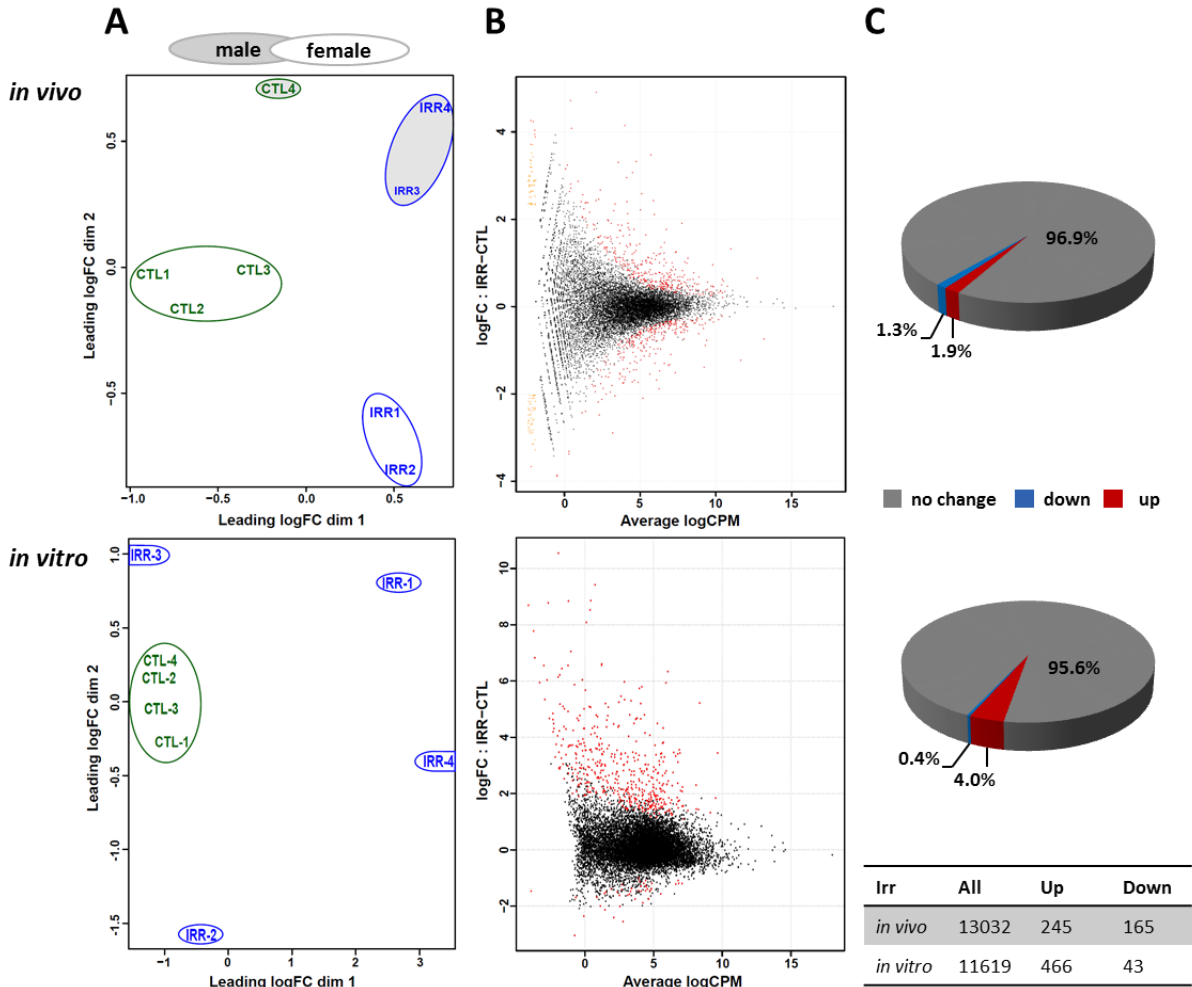 A
B
C
male
female
in vivo
CTL4
IRR4
IRR3
CTL1
CTL3
CTL2
IRR1
IRR2
0.5
0.0
−0.5
−1.0
−0.5
0.0
0.5
Leading logFC dim 2
Leading logFC dim 1
4
2
0
−2
−4
0
5
10
15
logFC : IRR−CTL
Average logCPM
96.9%
1.3%
1.9%
no change
down
up
in vitro
IRR-3
IRR-1
CTL-4
CTL-2
CTL-3
CTL-1
IRR-4
IRR-2
1.0
0.5
0.0
−0.5
−1.0
−1.5
−1
0
1
2
3
Leading logFC dim 2
Leading logFC dim 1
10
8
6
4
2
0
−2
0
5
10
15
logFC : IRR−CTL
Average logCPM
95.6%
0.4%
4.0%
Irr All Up Down
in vivo 13032 245 165
in vitro 11619 466 43